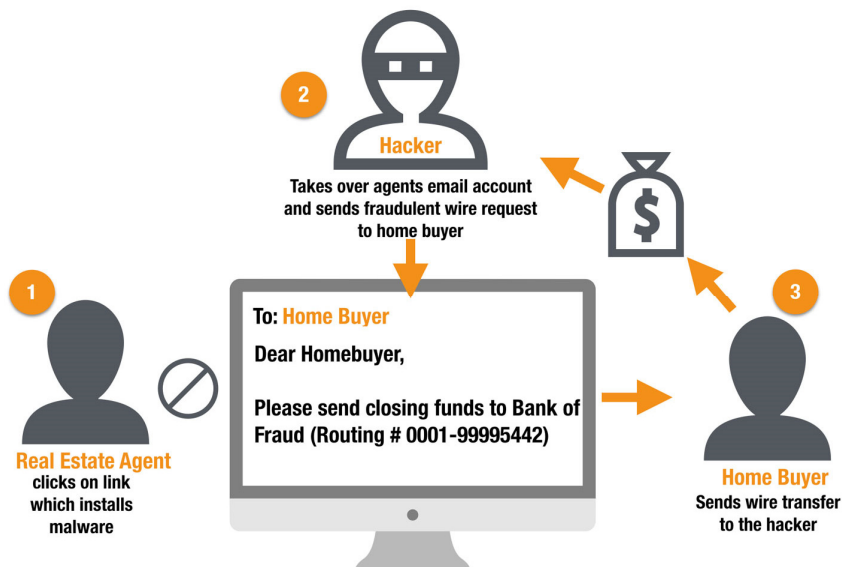 2
Hacker
Takes over agents email account
and sends fraudulent wire request
to home buyer
$
1
Real Estate Agent
clicks on link
which installs
malware
To: Home Buyer
Dear Homebuyer,
Please send closing funds to Bank of
Fraud (Routing # 0001-99995442)
3
Home Buyer
Sends wire transfer
to the hacker